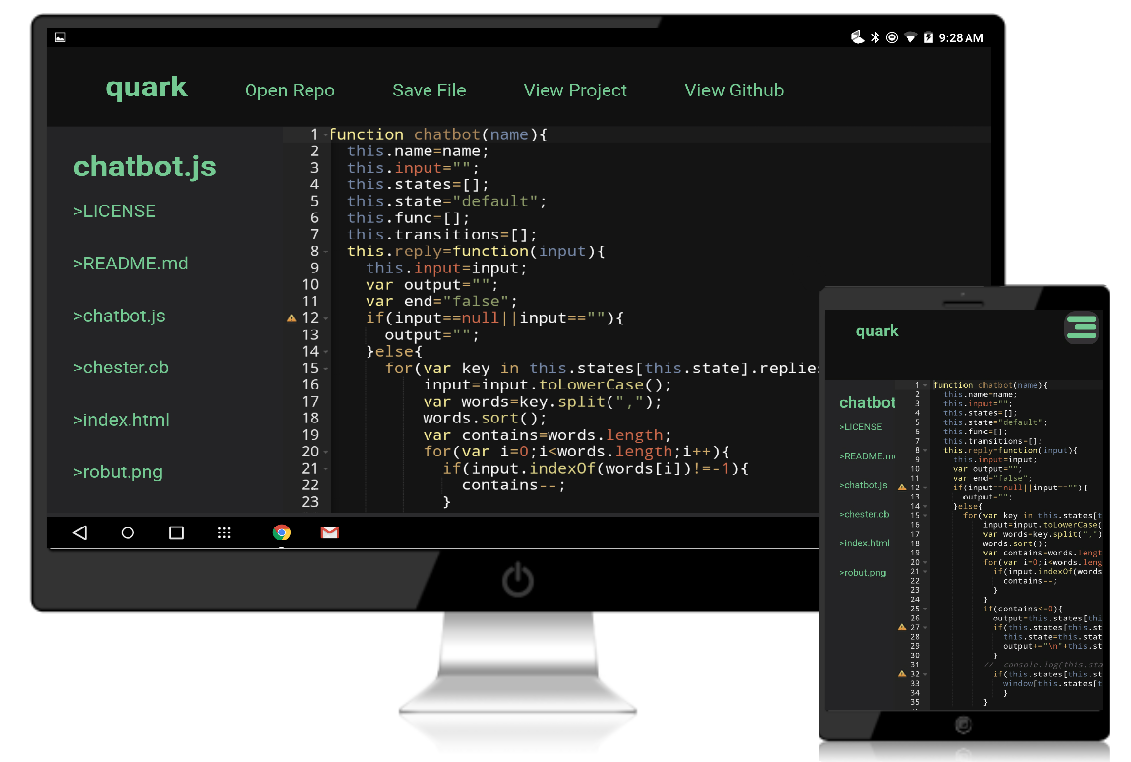 9:28 AM
quark Open Repo Save File View Project View Github
chatbot.js
>LICENSE
>README.md
>chatbot.js
>chester.cb
>index.html
>robut.png
1 function chatbot(name){
2 this.name=name;
3 this.input="";
4 this.states=[];
5 this.state="default";
6 this.func=[];
7 this.transitions=[];
8 this.reply=function(input){
9 this.input=input;
10 var output="";
11 var end="false";
12 if(input==null||input==""){
13 output="";
14 }else{
15 for(var key in this.states[this.state].replies
16 input=input.toLowerCase();
17 var words=key.split(",");
18 words.sort();
19 var contains=words.length;
20 for(var i=0;i<words.length;i++){
21 if(input.indexOf(words[i])!=-1){
22 contains--;
23 }
quark
chatbot
>LICENSE
>README.m
>chatbot.js
>chester.cb
>index.html
>robut.png
1 function chatbot(name){
2 this.name=name;
3 this.input="";
4 this.states=[];
5 this.state="default";
6 this.func=[];
7 this.transitions=[];
8 this.reply=function(input){
9 this.input=input;
10 var output="";
11 var end="false";
12 if(input==null||input==""){
13 output="";
14 }else{
15 for(var key in this.states[t
16 input=input.toLowerCase(
17 var words=key.split(",")
18 words.sort();
19 var contains=words.lengt
20 for(var i=0;i<words.leng
21 if(input.indexOf(words
22 contains--;
23 }
24 }
25 if(contains<=0){
26 output=this.states[thi
27 if(this.states[this.st
28 this.state=this.stat
29 output+="\n"+this.st
30 }
31 // console.log(this.sta
32 if(this.states[this.st
33 window[this.states[t
34 }
35 }